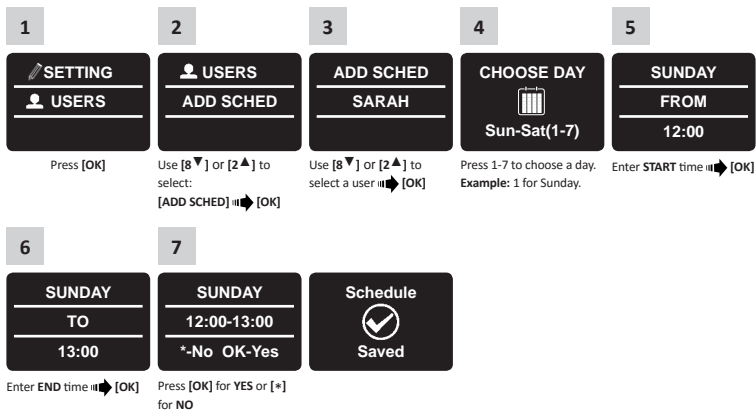 1
SETTING
USERS
Press [OK]
2
USERS
ADD SCHED
Use [8▼] or [2▲] to
select:
[ADD SCHED] [OK]
3
ADD SCHED
SARAH
Use [8▼] or [2▲] to
select a user [OK]
4
CHOOSE DAY
Sun-Sat(1-7)
Press 1-7 to choose a day.
Example: 1 for Sunday.
5
SUNDAY
FROM
12:00
Enter START time [OK]
6
SUNDAY
TO
13:00
Enter END time [OK]
7
SUNDAY
12:00-13:00
*-No OK-Yes
Press [OK] for YES or [*]
for NO
Schedule
Saved